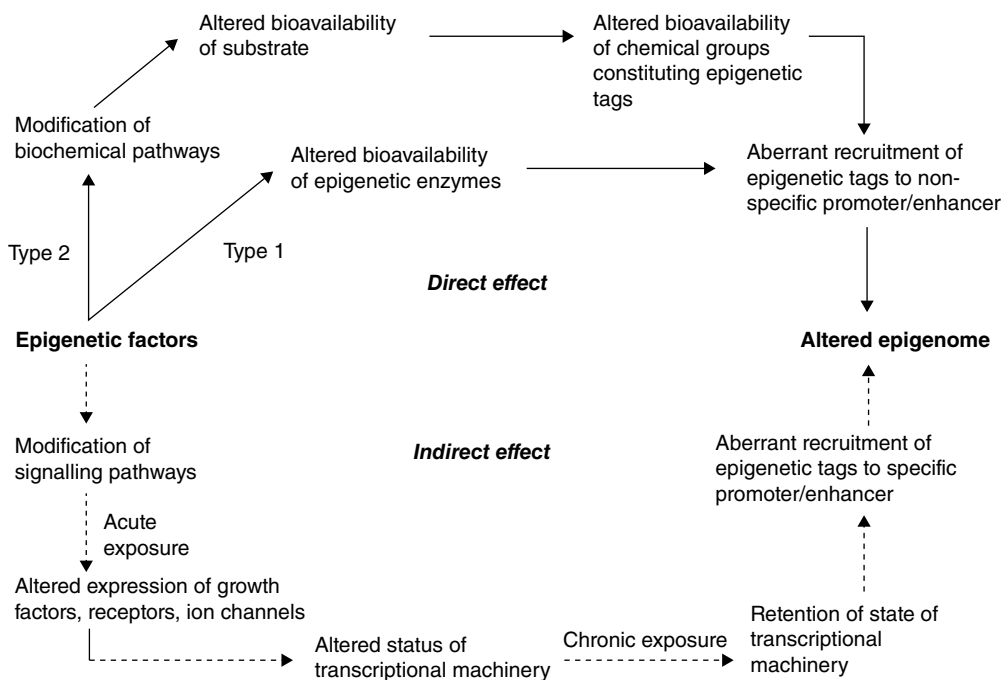 Altered bioavailability
of substrate
Altered bioavailability
of chemical groups
constituting epigenetic
tags
Modification of
biochemical pathways
Altered bioavailability
of epigenetic enzymes
Aberrant recruitment of
epigenetic tags to non-
specific promoter/enhancer
Type 2
Type 1
Direct effect
Epigenetic factors
Altered epigenome
Modification of
signalling pathways
Indirect effect
Aberrant recruitment of
epigenetic tags to specific
promoter/enhancer
Acute
exposure
Altered expression of growth
factors, receptors, ion channels
Altered status of
transcriptional machinery
Chronic exposure
Retention of state of
transcriptional
machinery